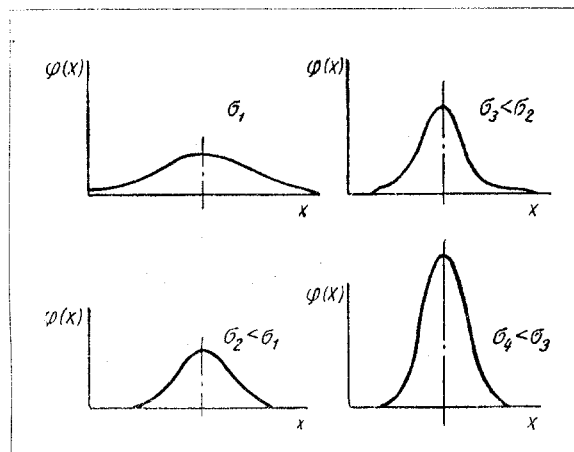 φ(x)
σ₁
x
φ(x)
σ₃<σ₂
x
φ(x)
σ₂<σ₁
x
φ(x)
σ₄<σ₃
x